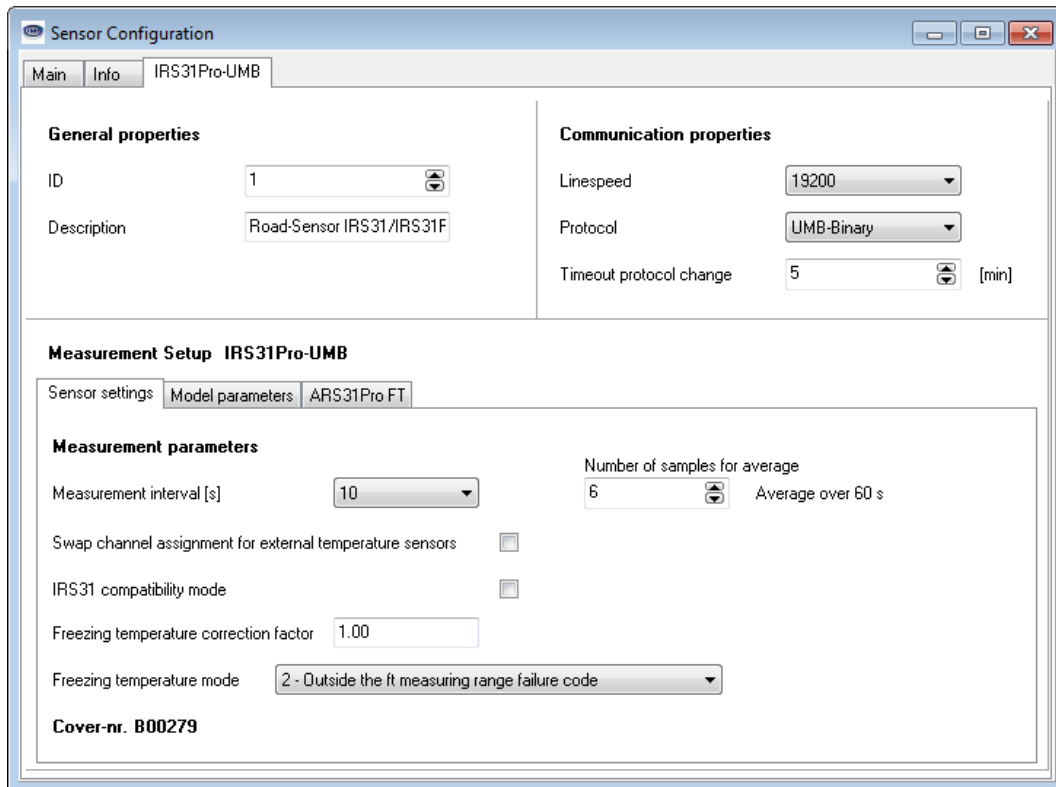 Sensor Configuration
Main Info IRS31Pro-UMB
General properties
ID 1
Description Road-Sensor IRS31/IRS31F
Communication properties
Linespeed 19200
Protocol UMB-Binary
Timeout protocol change 5 [min]
Measurement Setup IRS31Pro-UMB
Sensor settings Model parameters ARS31Pro FT
Measurement parameters
Number of samples for average
Measurement interval [s] 10 6 Average over 60 s
Swap channel assignment for external temperature sensors
IRS31 compatibility mode
Freezing temperature correction factor 1.00
Freezing temperature mode 2 - Outside the ft measuring range failure code
Cover-nr. B00279